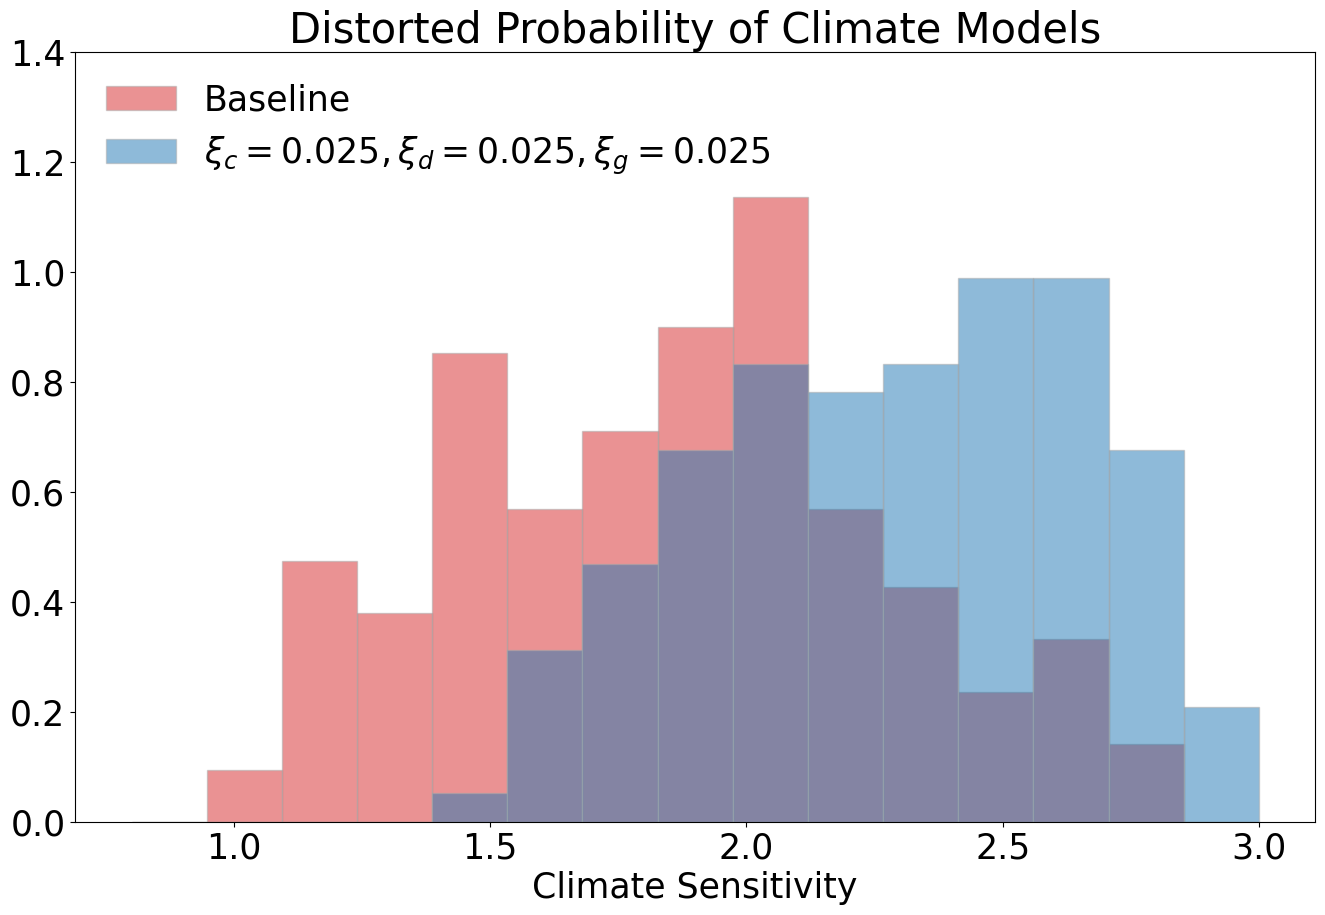 Distorted Probability of Climate Models
1.4
1.2
1.0
0.8
0.6
0.4
0.2
0.0
Baseline
ξc = 0.025, ξd = 0.025, ξg = 0.025
1.0 1.5 2.0 2.5 3.0
Climate Sensitivity